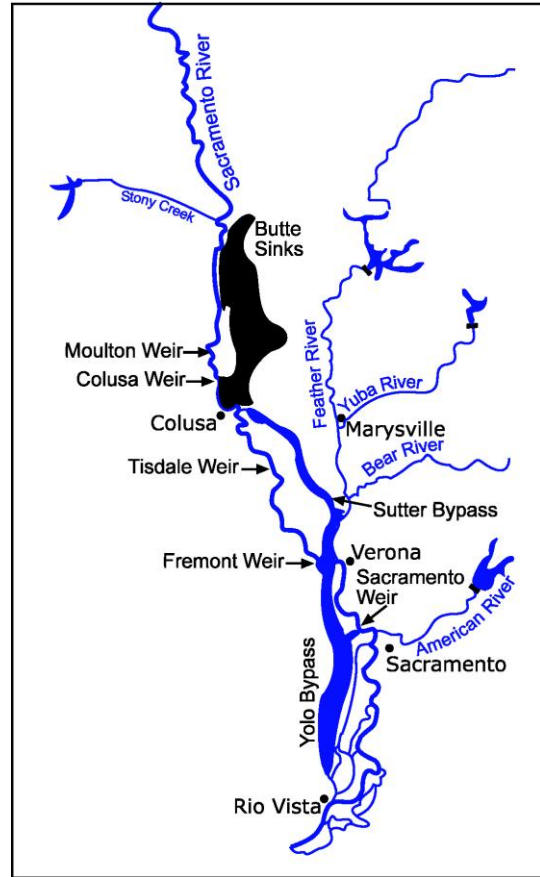 Sacramento River
Stony Creek
Butte
Sinks
Moulton Weir
Colusa Weir
Colusa
Feather River
Yuba River
Marysville
Bear River
Tisdale Weir
Sutter Bypass
Fremont Weir
Verona
Sacramento
Weir
American River
Sacramento
Yolo Bypass
Rio Vista